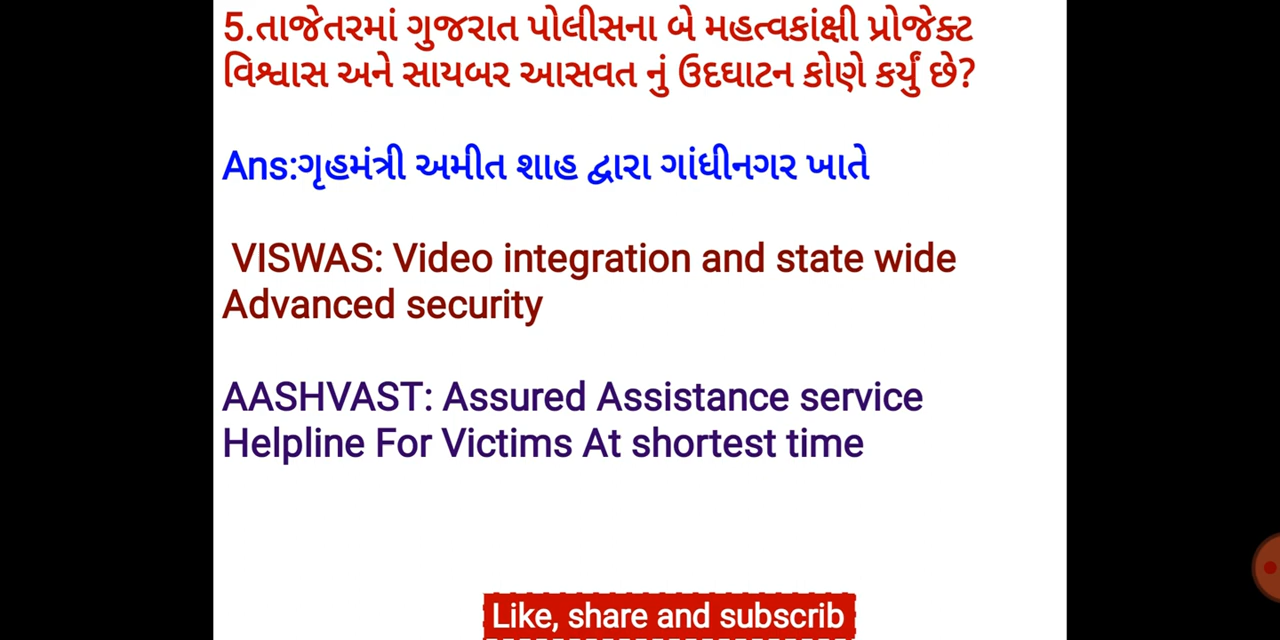 5.તાજેતરમાં ગુજરાત પોલીસના બે મહત્વકાંક્ષી પ્રોજેક્ટ
વિશ્વાસ અને સાયબર આસવત નું ઉદઘાટન કોણે કર્યું છે?
Ans:ગૃહમંત્રી અમીત શાહ દ્વારા ગાંધીનગર ખાતે
VISWAS: Video integration and state wide
Advanced security
AASHVAST: Assured Assistance service
Helpline For Victims At shortest time
Like, share and subscrib